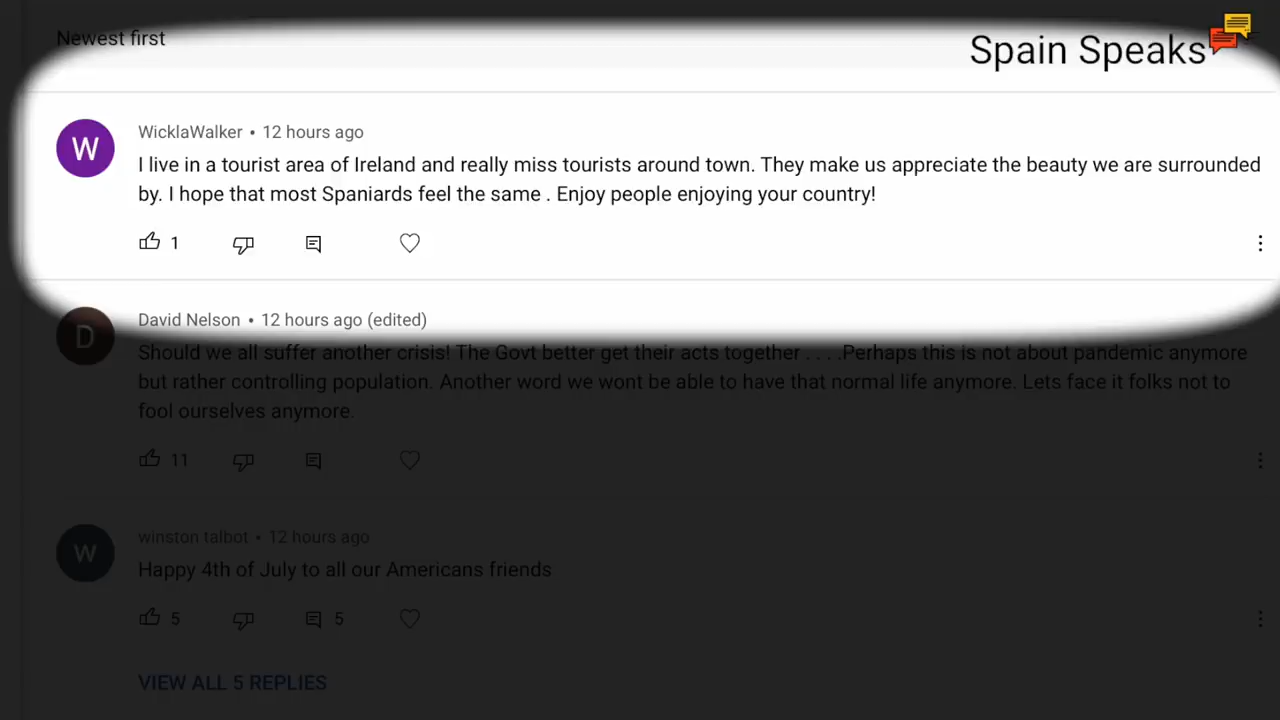 Newest first
Spain Speaks
W
WicklaWalker • 12 hours ago
I live in a tourist area of Ireland and really miss tourists around town. They make us appreciate the beauty we are surrounded
by. I hope that most Spaniards feel the same . Enjoy people enjoying your country!
1
D
David Nelson • 12 hours ago (edited)
Should we all suffer another crisis! The Govt better get their acts together . . . .Perhaps this is not about pandemic anymore
but rather controlling population. Another word we wont be able to have that normal life anymore. Lets face it folks not to
fool ourselves anymore.
11
W
winston talbot • 12 hours ago
Happy 4th of July to all our Americans friends
5 5
VIEW ALL 5 REPLIES